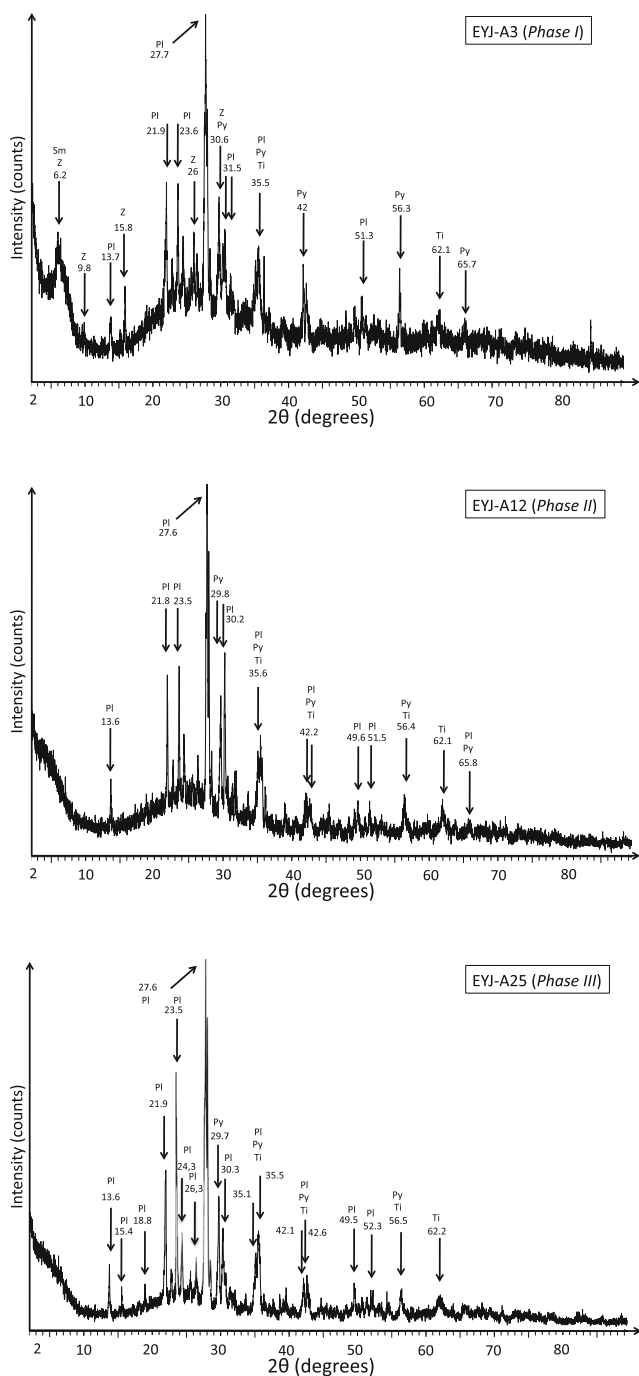 EYJ-A3 (Phase I)
Intensity (counts)
Pl
27.7
Pl
21.9
Pl
23.6
Z
Py
30.6
Z
26
Pl
31.5
Pl
Py
Ti
35.5
Sm
Z
6.2
Z
9.8
Pl
13.7
Z
15.8
Py
42
Pl
51.3
Py
56.3
Ti
62.1
Py
65.7
2 10 20 30 40 50 60 70 80
2θ (degrees)
EYJ-A12 (Phase II)
Intensity (counts)
Pl
27.6
Pl
21.8
Pl
23.5
Py
29.8
Pl
30.2
Pl
Py
Ti
35.6
Pl
13.6
Pl
Py
Ti
42.2
Pl
49.6
Pl
51.5
Py
Ti
56.4
Ti
62.1
Pl
Py
65.8
2 10 20 30 40 50 60 70 80
2θ (degrees)
EYJ-A25 (Phase III)
Intensity (counts)
27.6
Pl
Pl
23.5
Pl
21.9
Py
29.7
Pl
24,3
Pl
26,3
Pl
30.3
Pl
Py
Ti
35.1
35.5
Pl
13.6
Pl
15.4
Pl
18.8
Pl
Py
Ti
42.1
42.6
Pl
49.5
Pl
52.3
Py
Ti
56.5
Ti
62.2
2 10 20 30 40 50 60 70 80
2θ (degrees)